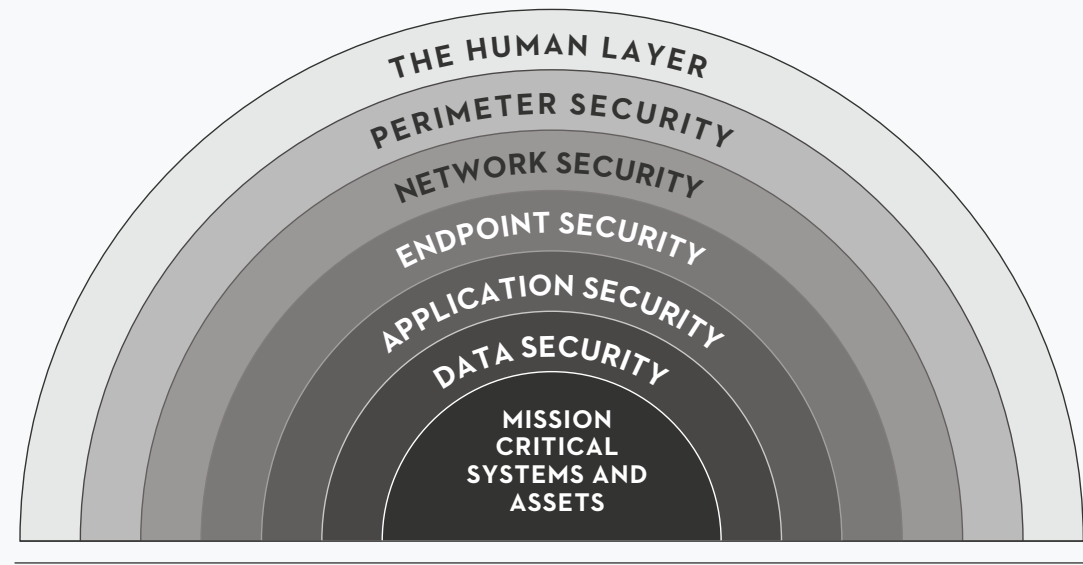 THE HUMAN LAYER
PERIMETER SECURITY
NETWORK SECURITY
ENDPOINT SECURITY
APPLICATION SECURITY
DATA SECURITY
MISSION
CRITICAL
SYSTEMS AND
ASSETS